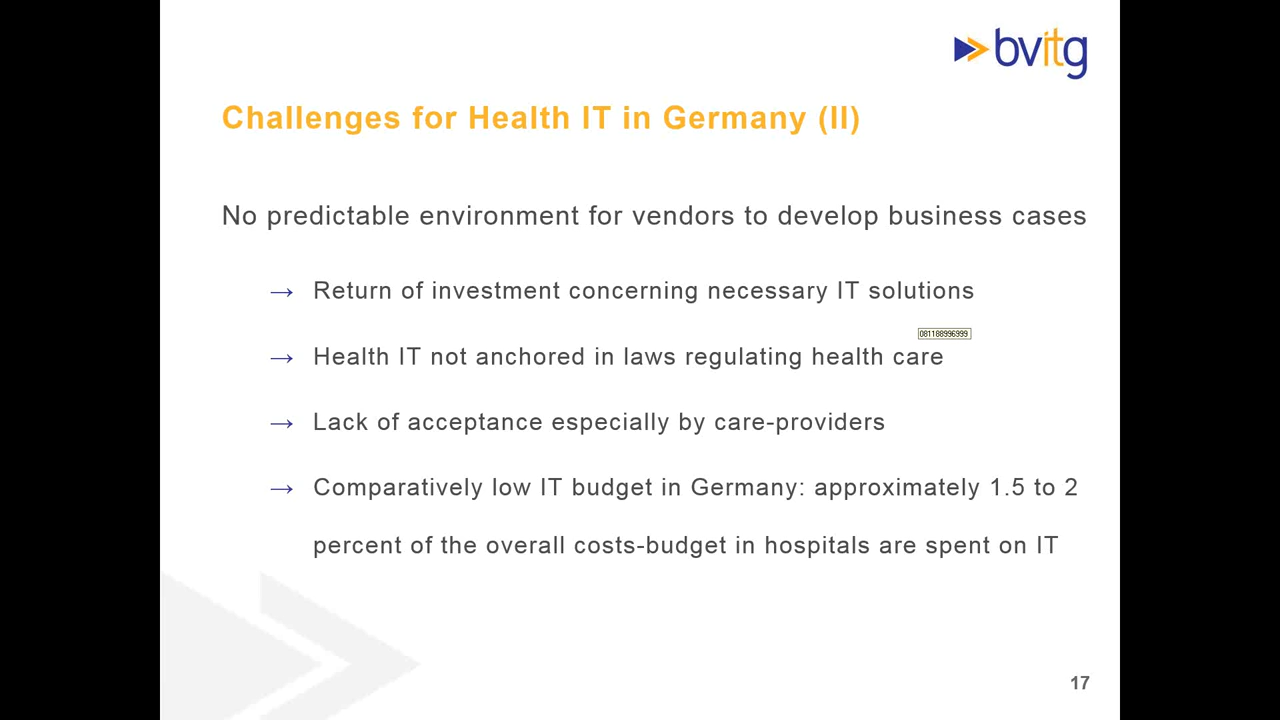 bvitg
Challenges for Health IT in Germany (II)
No predictable environment for vendors to develop business cases
→ Return of investment concerning necessary IT solutions
081188996999
→ Health IT not anchored in laws regulating health care
→ Lack of acceptance especially by care-providers
→ Comparatively low IT budget in Germany: approximately 1.5 to 2
percent of the overall costs-budget in hospitals are spent on IT
17